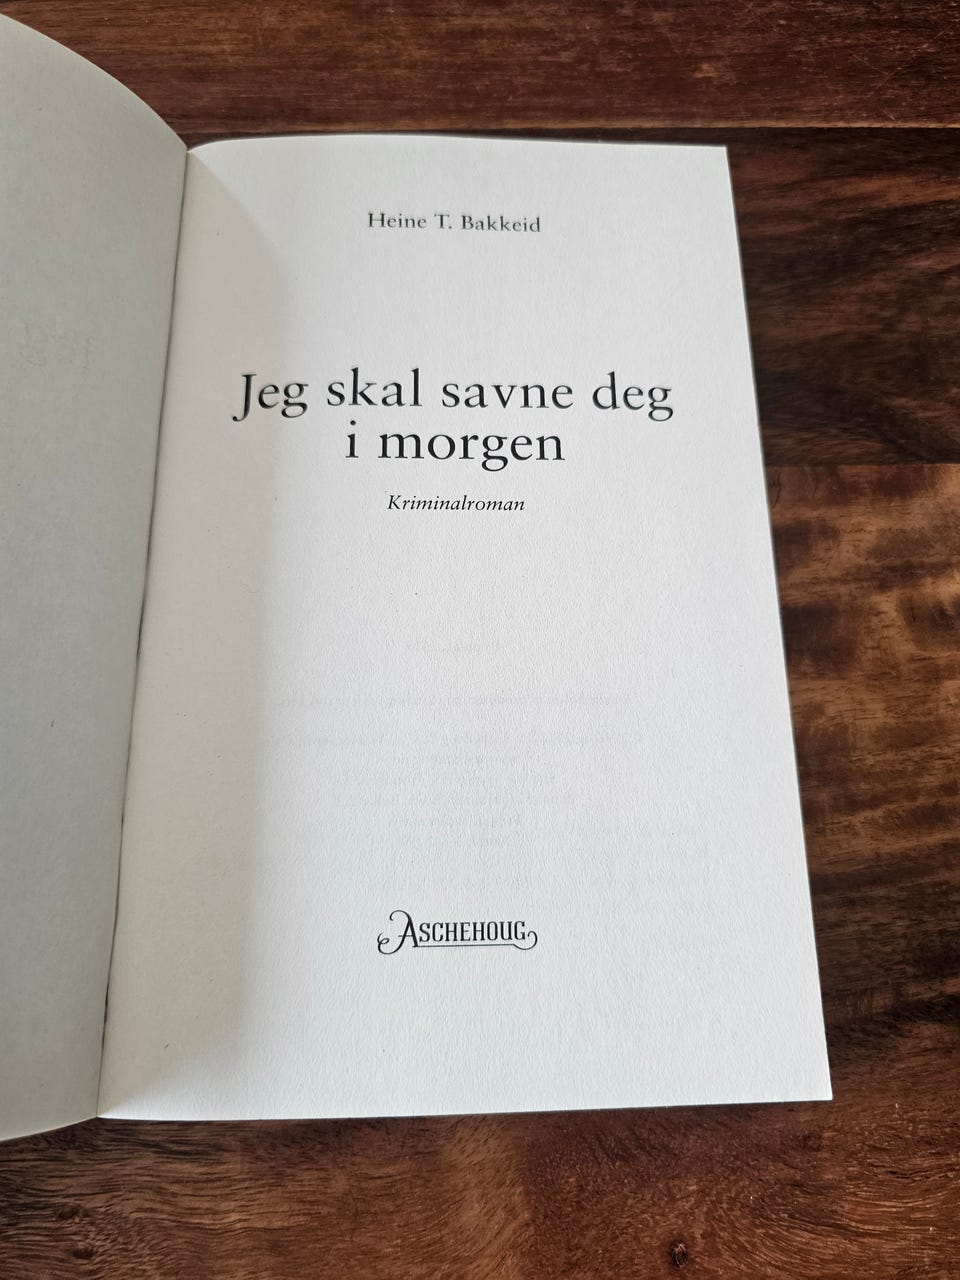 Heine T. Bakkeid
Jeg skal savne deg
i morgen
Kriminalroman
ASCHEHOUG